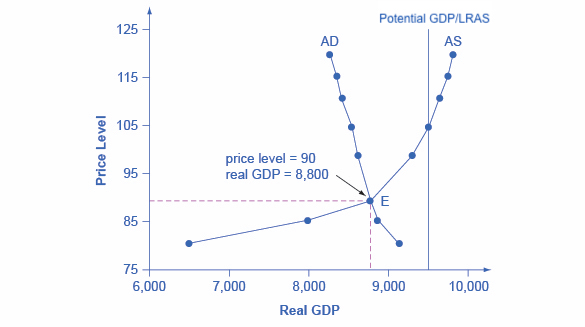 Potential GDP/LRAS
125
AD
AS
115
105
price level = 90
real GDP = 8,800
95
E
85
75
6,000
7,000
8,000
9,000
10,000
Price Level
Real GDP